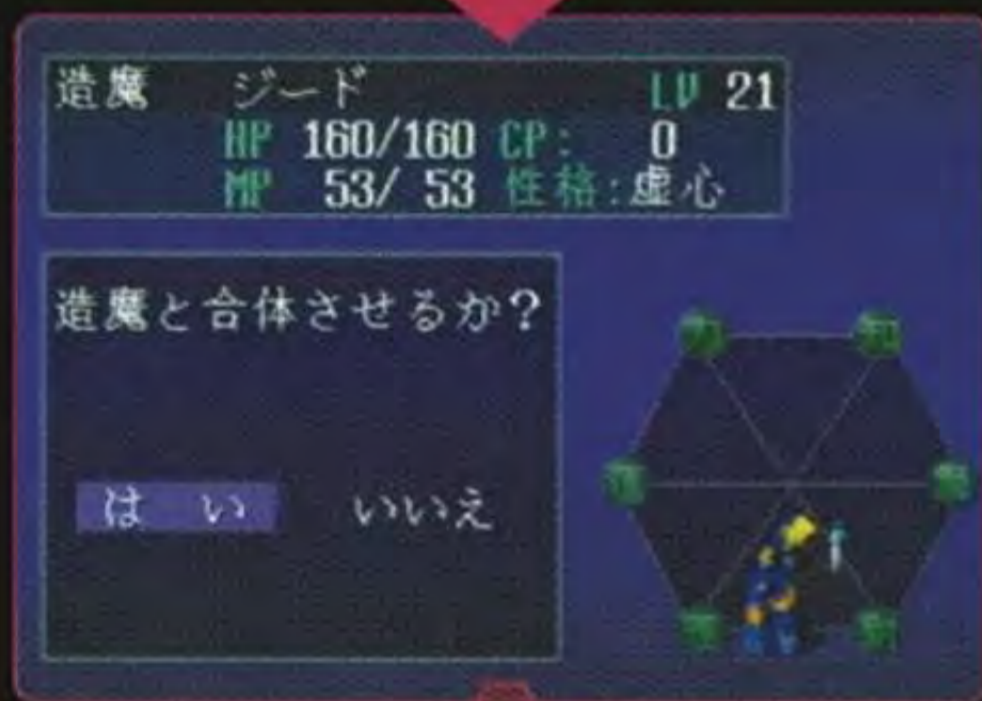 造魔 ジード LV 21
HP 160/160 CP: 0
MP 53/ 53 性格:虚心
造魔と合体させるか?
はい いいえ